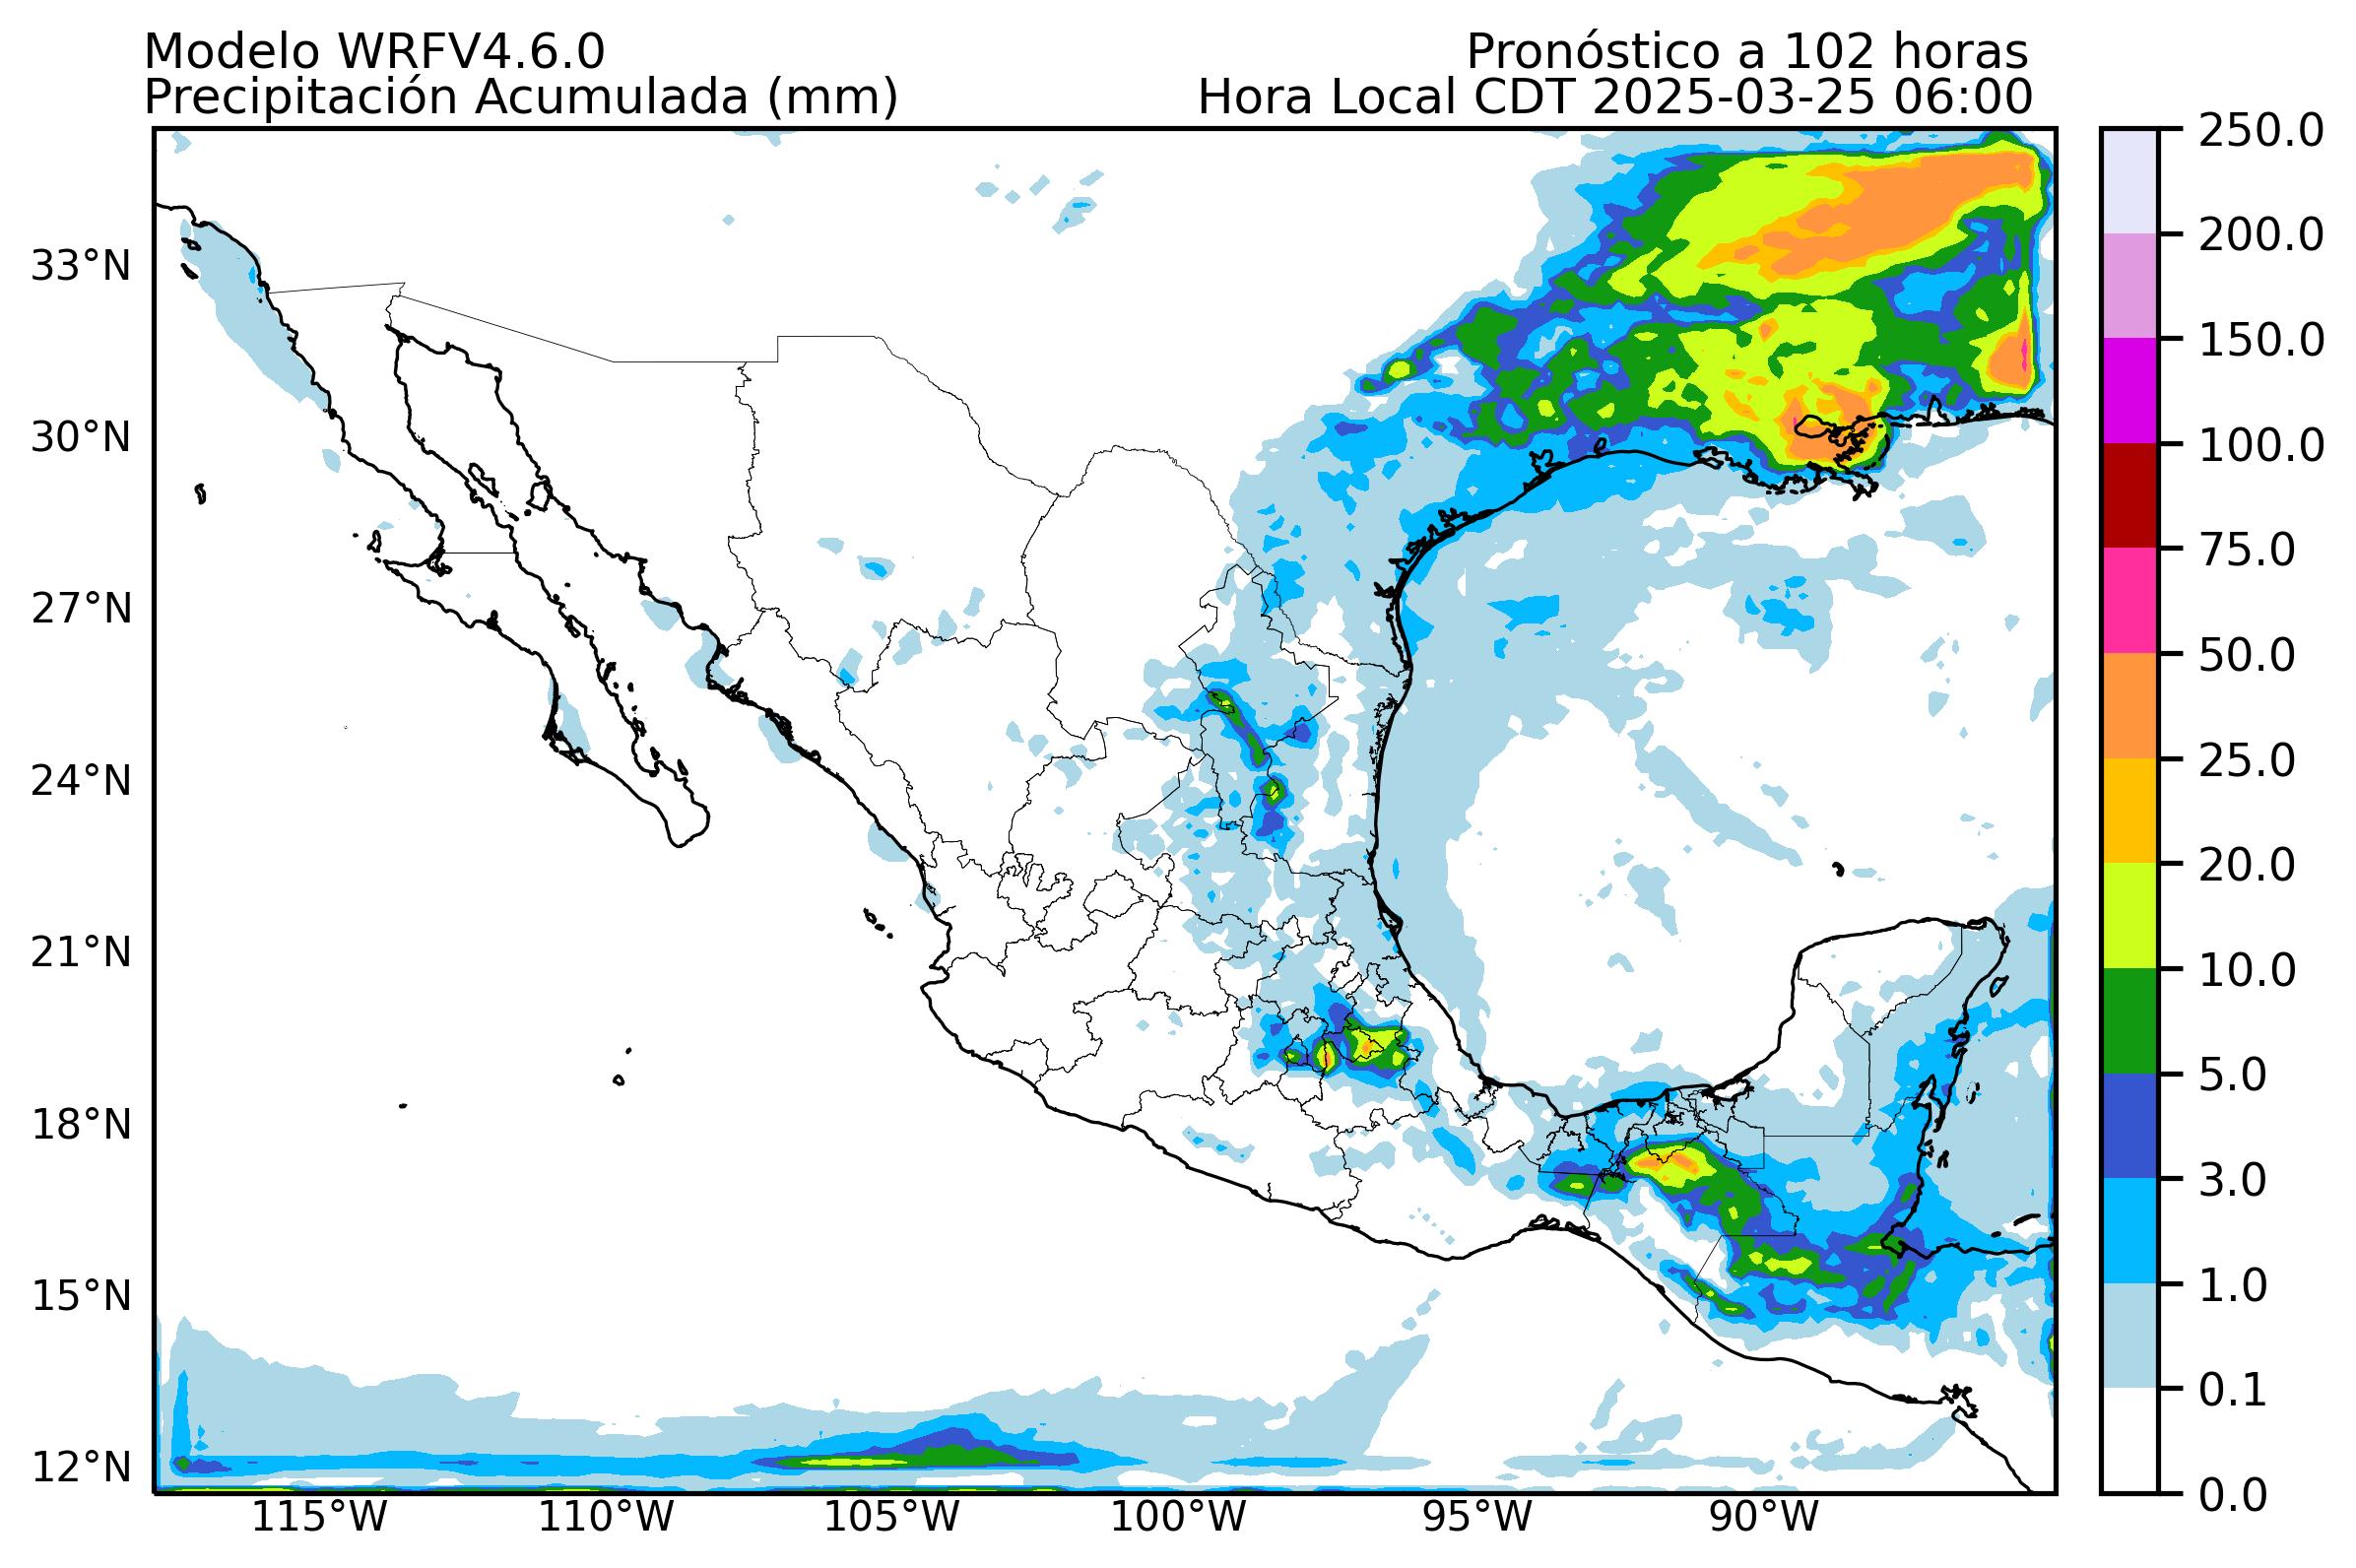 Modelo WRFV4.6.0
Pronóstico a 102 horas
Precipitación Acumulada (mm)
Hora Local CDT 2025-03-25 06:00
33°N
30°N
27°N
24°N
21°N
18°N
15°N
12°N
115°W
110°W
105°W
100°W
95°W
90°W
250.0
200.0
150.0
100.0
75.0
50.0
25.0
20.0
10.0
5.0
3.0
1.0
0.1
0.0